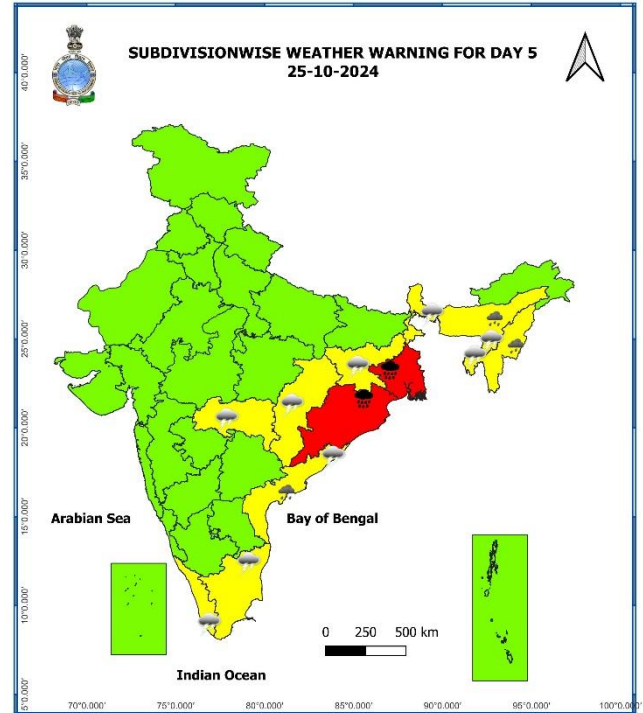 SUBDIVISIONWISE WEATHER WARNING FOR DAY 5
25-10-2024
40°0.000'
35°0.000'
30°0.000'
25°0.000'
20°0.000'
15°0.000'
10°0.000'
5°0.000'
Arabian Sea
Bay of Bengal
0 250 500 km
Indian Ocean
70°0.000' 75°0.000' 80°0.000' 85°0.000' 90°0.000' 95°0.000' 100°0.000'